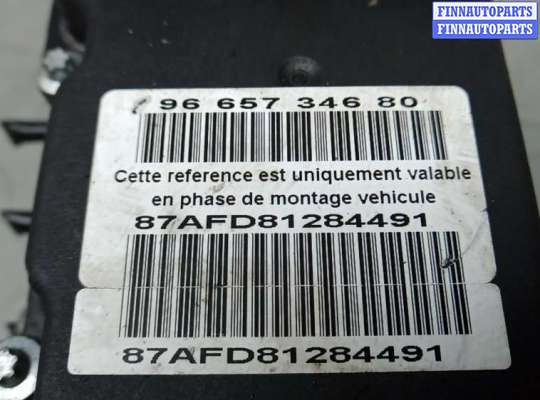 FINNAUTOPARTS
FINNAUTOPARTS
96 657 346 80
Cette reference est uniquement valable
en phase de montage vehicule
87AFD81284491
87AFD81284491